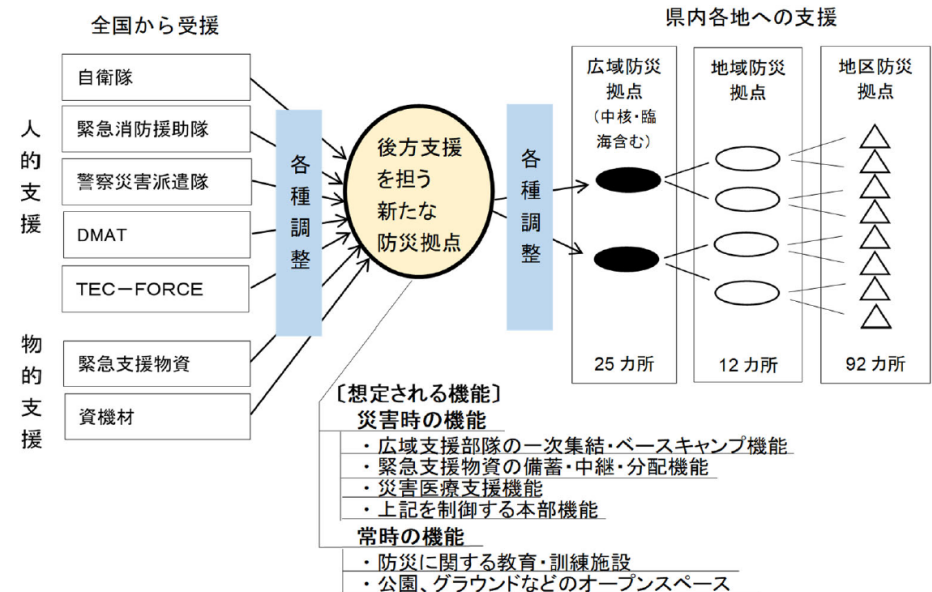 全国から受援
県内各地への支援
人的支援
自衛隊
緊急消防援助隊
警察災害派遣隊
DMAT
TEC－FORCE
物的支援
緊急支援物資
資機材
各種調整
後方支援
を担う
新たな
防災拠点
各種調整
広域防災
拠点
（中核・臨
海含む）
25カ所
地域防災
拠点
12カ所
地区防災
拠点
92カ所
〔想定される機能〕
災害時の機能
・広域支援部隊の一次集結・ベースキャンプ機能
・緊急支援物資の備蓄・中継・分配機能
・災害医療支援機能
・上記を制御する本部機能
常時の機能
・防災に関する教育・訓練施設
・公園、グラウンドなどのオープンスペース